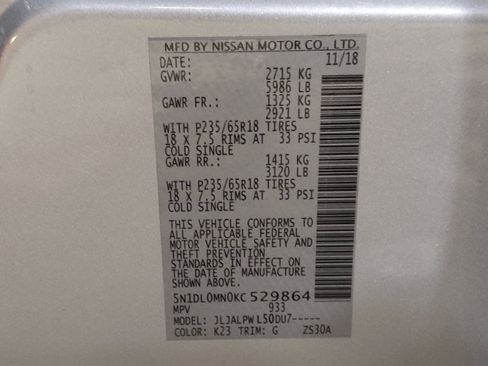 MFD BY NISSAN MOTOR CO., LTD.
DATE: 11/18
GVWR: 2715 KG
5986 LB
GAWR FR.: 1325 KG
2921 LB
WITH P235/65R18 TIRES
18 X 7.5 RIMS AT 33 PSI
COLD SINGLE
GAWR RR.: 1415 KG
3120 LB
WITH P235/65R18 TIRES
18 X 7.5 RIMS AT 33 PSI
COLD SINGLE
THIS VEHICLE CONFORMS TO
ALL APPLICABLE FEDERAL
MOTOR VEHICLE SAFETY AND
THEFT PREVENTION
STANDARDS IN EFFECT ON
THE DATE OF MANUFACTURE
SHOWN ABOVE.
5N1DL0MN0KC529864
MPV 933
MODEL: JLJALPWL50DU7-----
COLOR: K23 TRIM: G ZS30A